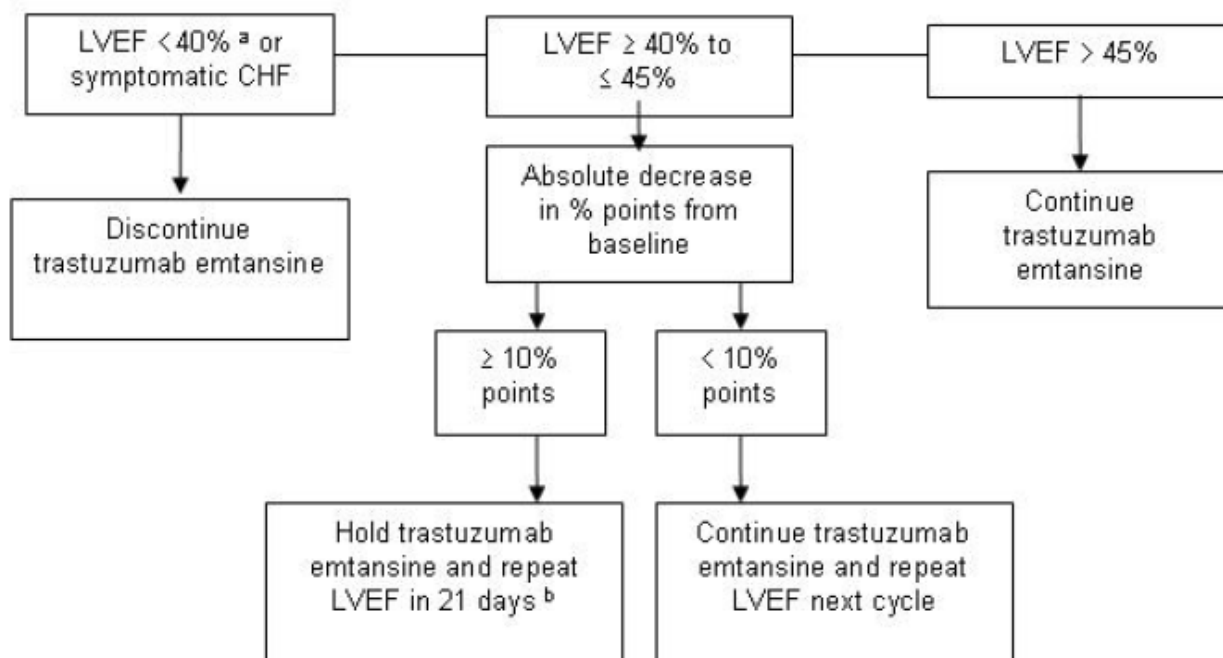 LVEF <40% ª or
symptomatic CHF
LVEF ≥ 40% to
≤ 45%
LVEF > 45%
Absolute decrease
in % points from
baseline
Discontinue
trastuzumab emtansine
Continue
trastuzumab
emtansine
≥ 10%
points
< 10%
points
Hold trastuzumab
emtansine and repeat
LVEF in 21 days ᵇ
Continue trastuzumab
emtansine and repeat
LVEF next cycle